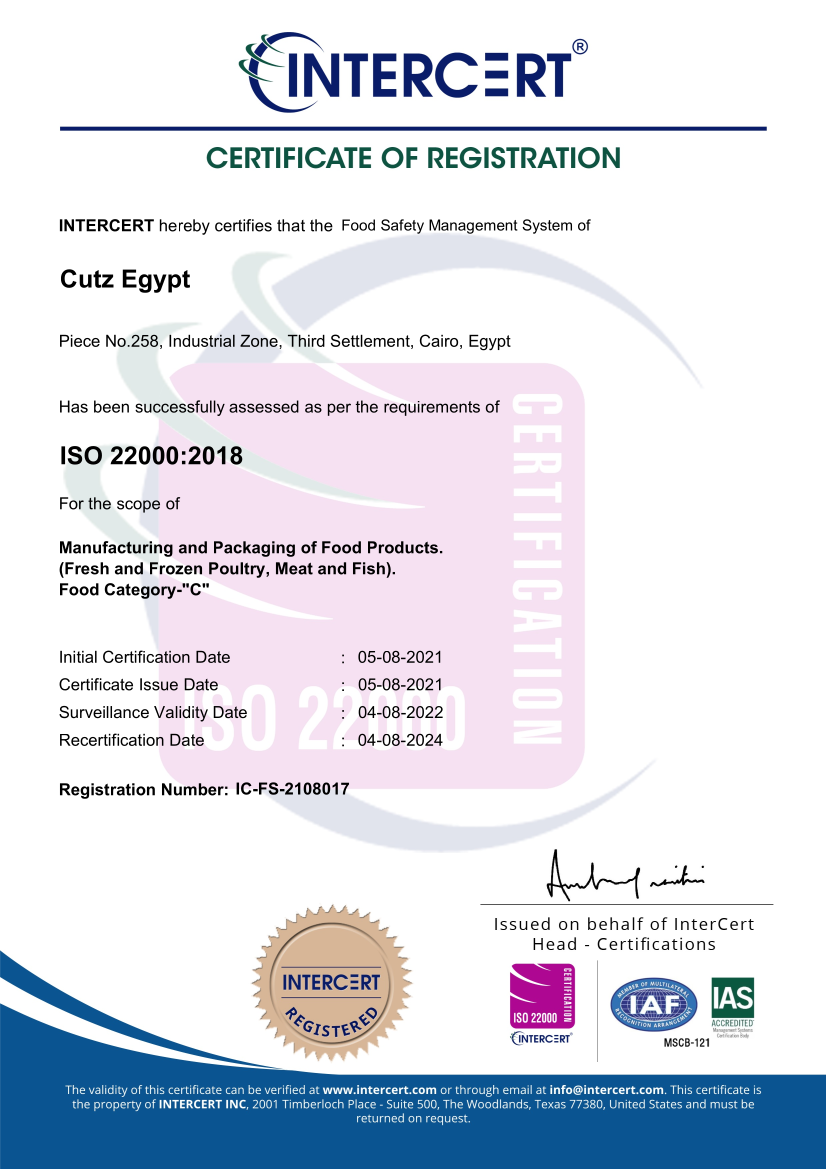 INTERCERT®
CERTIFICATE OF REGISTRATION
INTERCERT hereby certifies that the Food Safety Management System of
Cutz Egypt
Piece No.258, Industrial Zone, Third Settlement, Cairo, Egypt
Has been successfully assessed as per the requirements of
ISO 22000:2018
For the scope of
Manufacturing and Packaging of Food Products.
(Fresh and Frozen Poultry, Meat and Fish).
Food Category-"C"
CERTIFICATION
ISO 22000
Initial Certification Date : 05-08-2021
Certificate Issue Date : 05-08-2021
Surveillance Validity Date : 04-08-2022
Recertification Date : 04-08-2024
Registration Number: IC-FS-2108017
Issued on behalf of InterCert
Head - Certifications
INTERCERT
REGISTERED
CERTIFICATION
ISO 22000
INTERCERT®
MEMBER OF MULTILATERAL
IAF
RECOGNITION ARRANGEMENT
IAS
ACCREDITED
Management Systems
Certification Body
MSCB-121
The validity of this certificate can be verified at www.intercert.com or through email at info@intercert.com. This certificate is
the property of INTERCERT INC, 2001 Timberloch Place - Suite 500, The Woodlands, Texas 77380, United States and must be
returned on request.